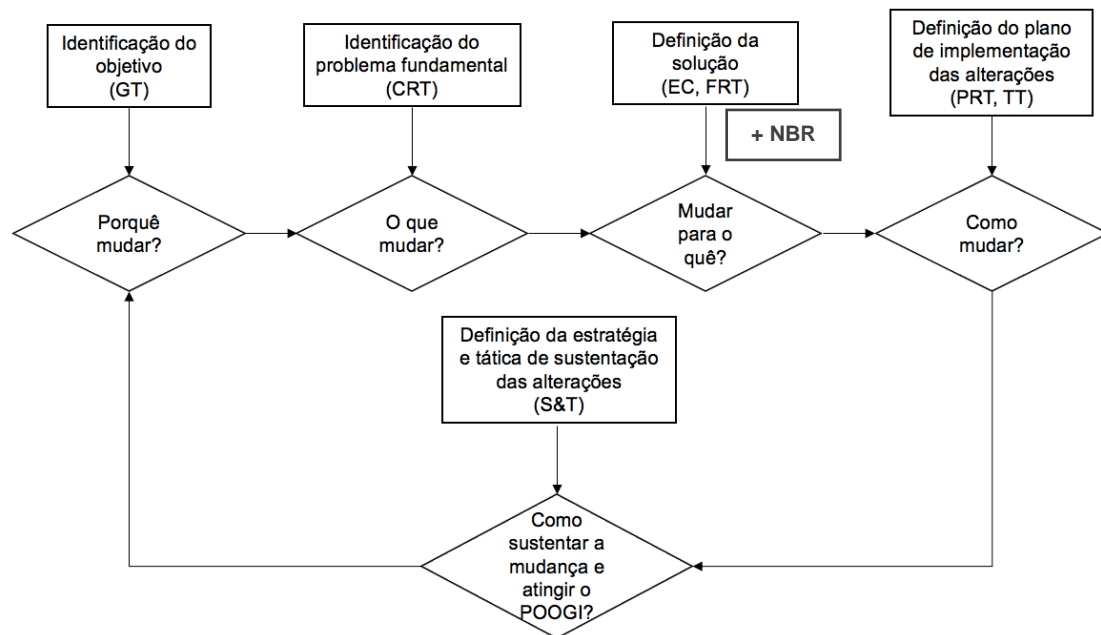 Identificação do
objetivo
(GT)
Identificação do
problema fundamental
(CRT)
Definição da
solução
(EC, FRT)
Definição do plano
de implementação
das alterações
(PRT, TT)
+ NBR
Porquê
mudar?
O que
mudar?
Mudar
para o
quê?
Como
mudar?
Definição da estratégia
e tática de sustentação
das alterações
(S&T)
Como
sustentar a
mudança e
atingir o
POOGI?